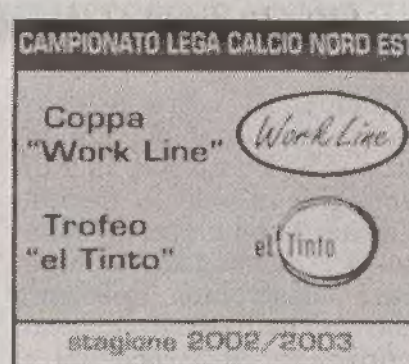 CAMPIONATO LEGA CALCIO NORD EST
Coppa
"Work Line"
Work Line
Trofeo
"el Tinto"
el Tinto
stagione 2002/2003